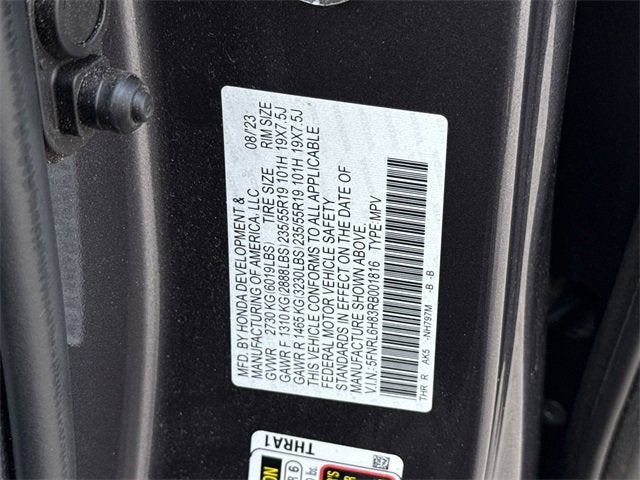 MFD. BY HONDA DEVELOPMENT &
MANUFACTURING OF AMERICA, LLC 08/'23
GVWR 2730 KG(6019LBS) TIRE SIZE RIM SIZE
GAWR F 1310 KG(2888LBS) 235/55R19 101H 19X7.5J
GAWR R 1465 KG(3230LBS) 235/55R19 101H 19X7.5J
THIS VEHICLE CONFORMS TO ALL APPLICABLE
FEDERAL MOTOR VEHICLE SAFETY
STANDARDS IN EFFECT ON THE DATE OF
MANUFACTURE SHOWN ABOVE.
V.I.N.: 5FNRL6H83RB001816 TYPE:MPV
THR R AK5 -NH797M -B -B
THRA1